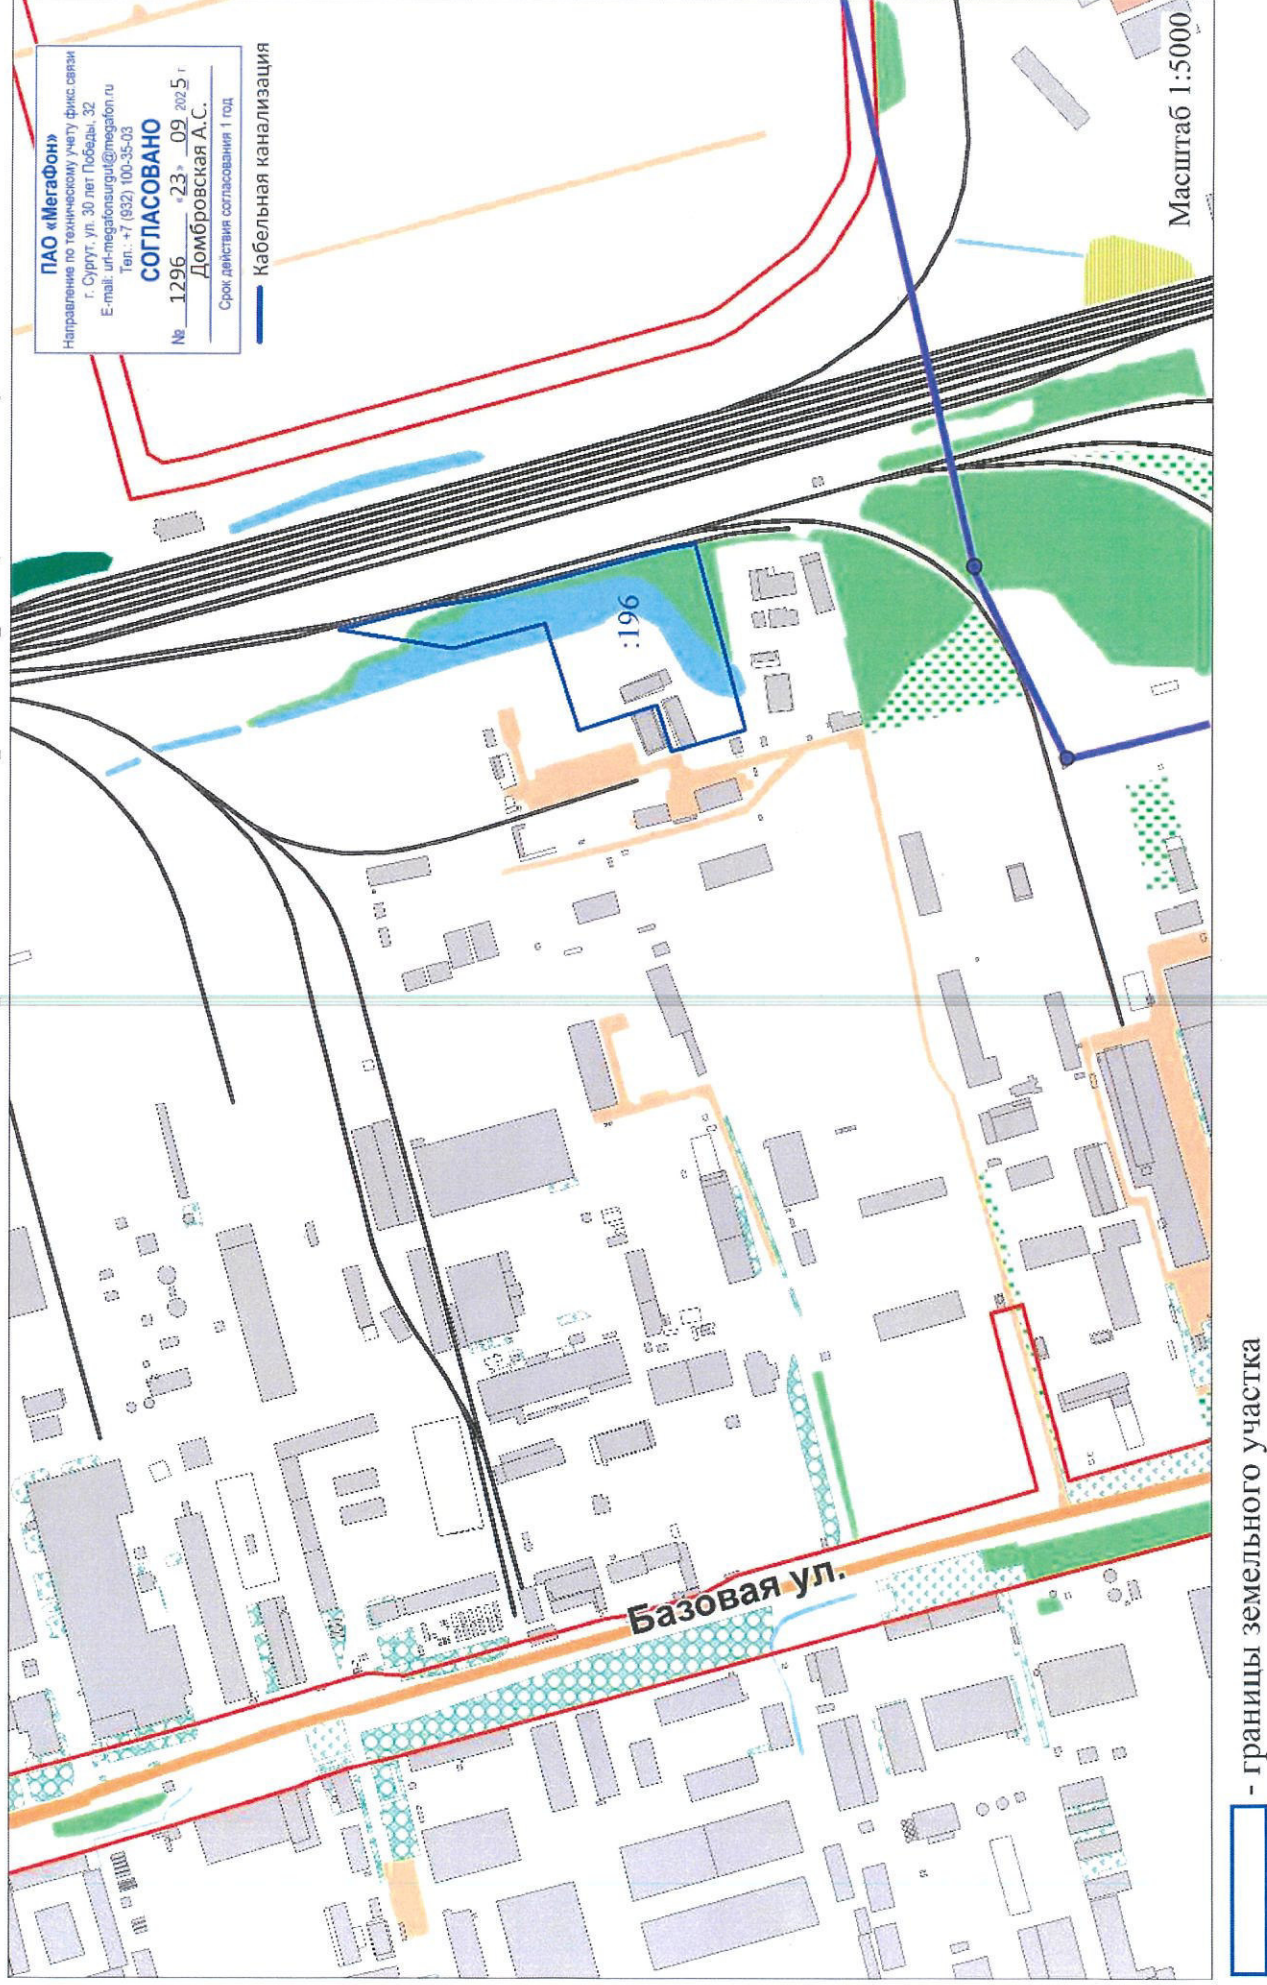 ПАО «МегаФон»
Направление по техническому учету фикс.связи
г. Сургут, ул. 30 лет Победы, 32
E-mail: url-megafonsurgut@megafon.ru
Тел.: +7 (932) 100-35-03
СОГЛАСОВАНО
№ 1296 «23» 09 2025 г
Домбровская А.С.
Срок действия согласования 1 год
Кабельная канализация
:196
Базовая ул.
Масштаб 1:5000
- границы земельного участка